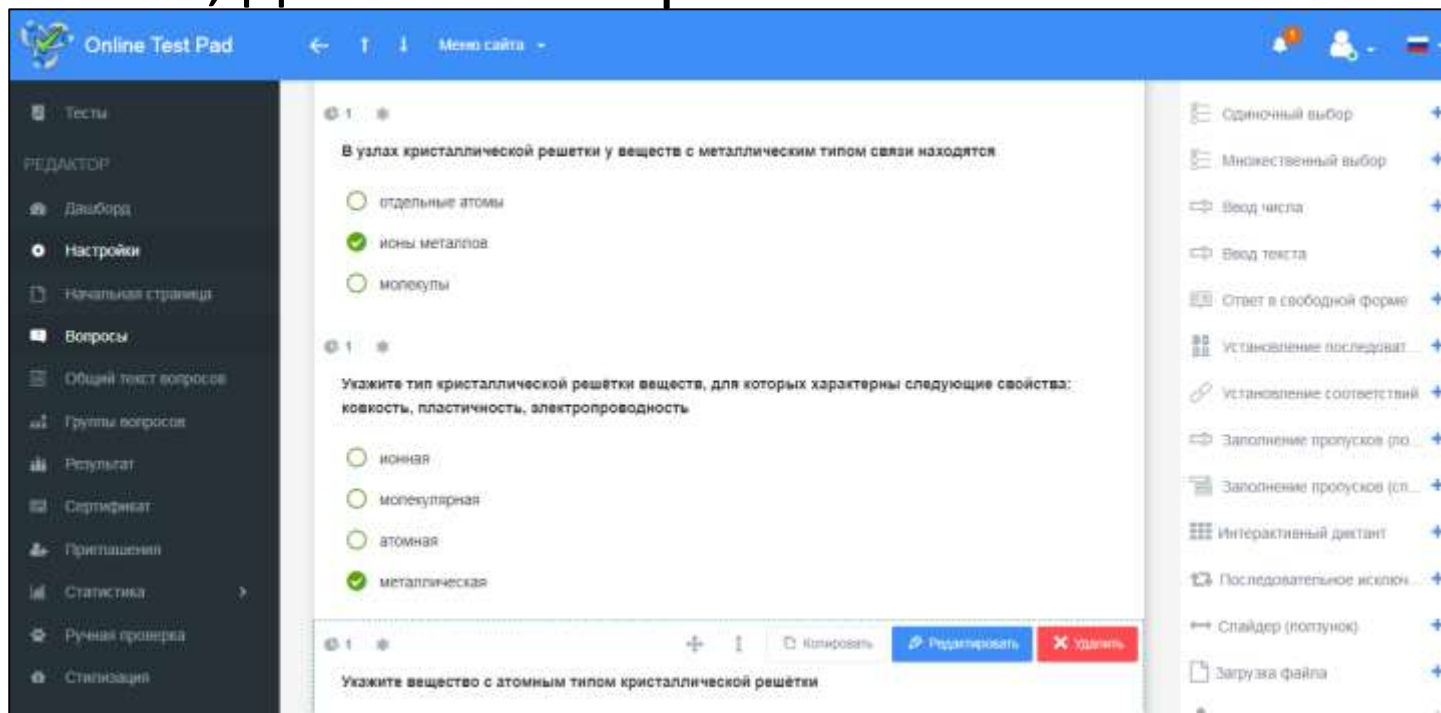 Online Test Pad
Меню сайта
Тесты
РЕДАКТОР
Дашборд
Настройки
Начальная страница
Вопросы
Общий текст вопросов
Группы вопросов
Результат
Сертификат
Приглашения
Статистика
Ручная проверка
Стилизация
1
В узлах кристаллической решетки у веществ с металлическим типом связи находятся
отдельные атомы
ионы металлов
молекулы
1
Укажите тип кристаллической решётки веществ, для которых характерны следующие свойства:
ковкость, пластичность, электропроводность
ионная
молекулярная
атомная
металлическая
1
Копировать
Редактировать
Удалить
Укажите вещество с атомным типом кристаллической решётки
Одиночный выбор
Множественный выбор
Ввод числа
Ввод текста
Ответ в свободной форме
Установление последоват...
Установление соответствий
Заполнение пропусков (по...
Заполнение пропусков (сп...
Интерактивный диктант
Последовательное исключ...
Слайдер (ползунок)
Загрузка файла